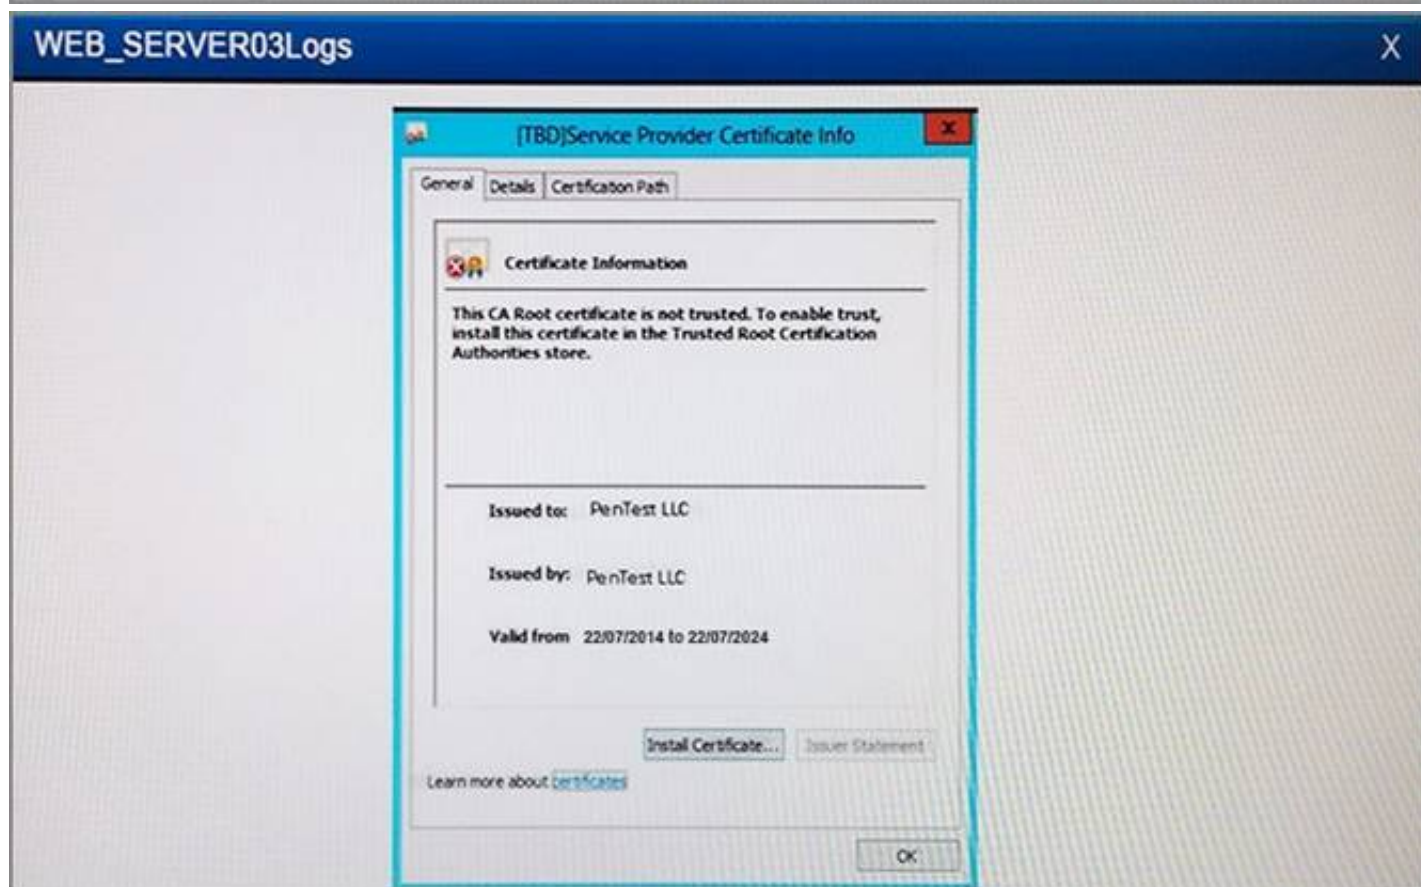 WEB_SERVER03Logs X
[TBD]Service Provider Certificate Info x
General Details Certification Path
Certificate Information
This CA Root certificate is not trusted. To enable trust,
install this certificate in the Trusted Root Certification
Authorities store.
Issued to: PenTest LLC
Issued by: PenTest LLC
Valid from 22/07/2014 to 22/07/2024
Install Certificate... Issuer Statement
Learn more about certificates
OK